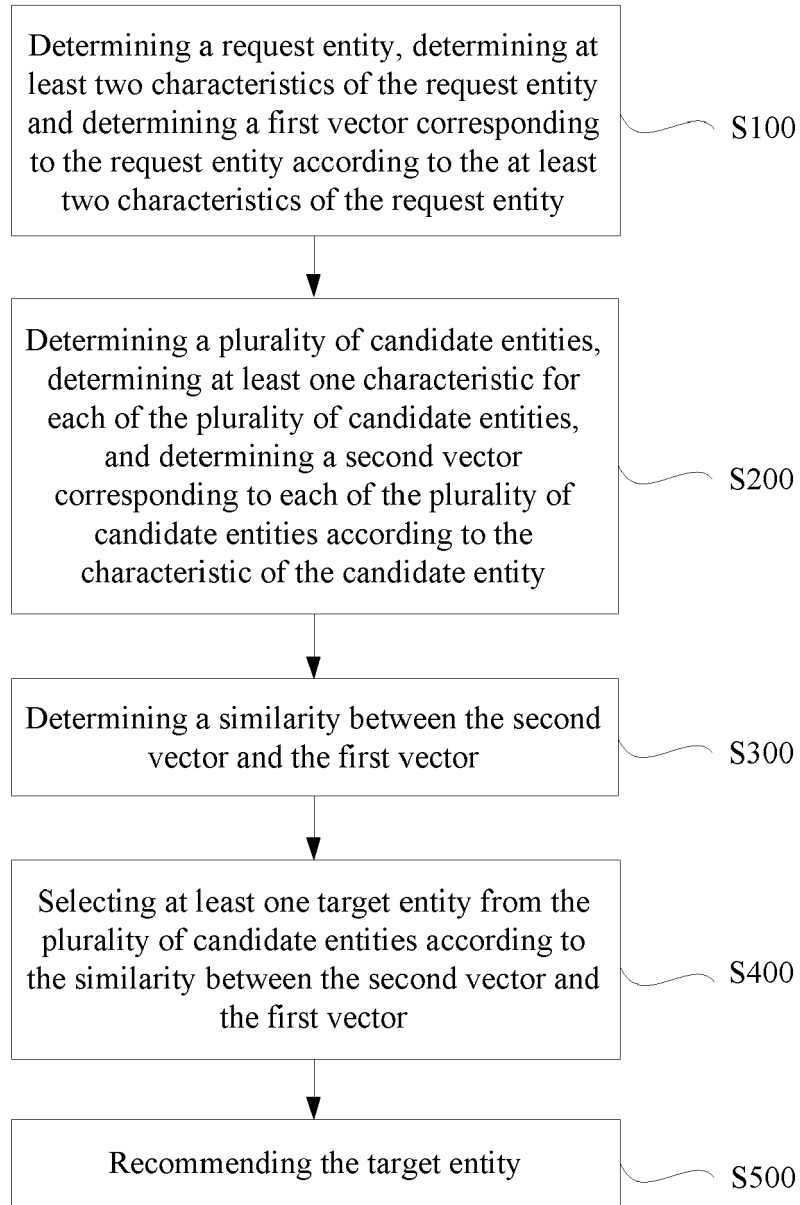 Determining a request entity, determining at
least two characteristics of the request entity
and determining a first vector corresponding
to the request entity according to the at least
two characteristics of the request entity
S100
Determining a plurality of candidate entities,
determining at least one characteristic for
each of the plurality of candidate entities,
and determining a second vector
corresponding to each of the plurality of
candidate entities according to the
characteristic of the candidate entity
S200
Determining a similarity between the second
vector and the first vector
S300
Selecting at least one target entity from the
plurality of candidate entities according to
the similarity between the second vector and
the first vector
S400
Recommending the target entity
S500